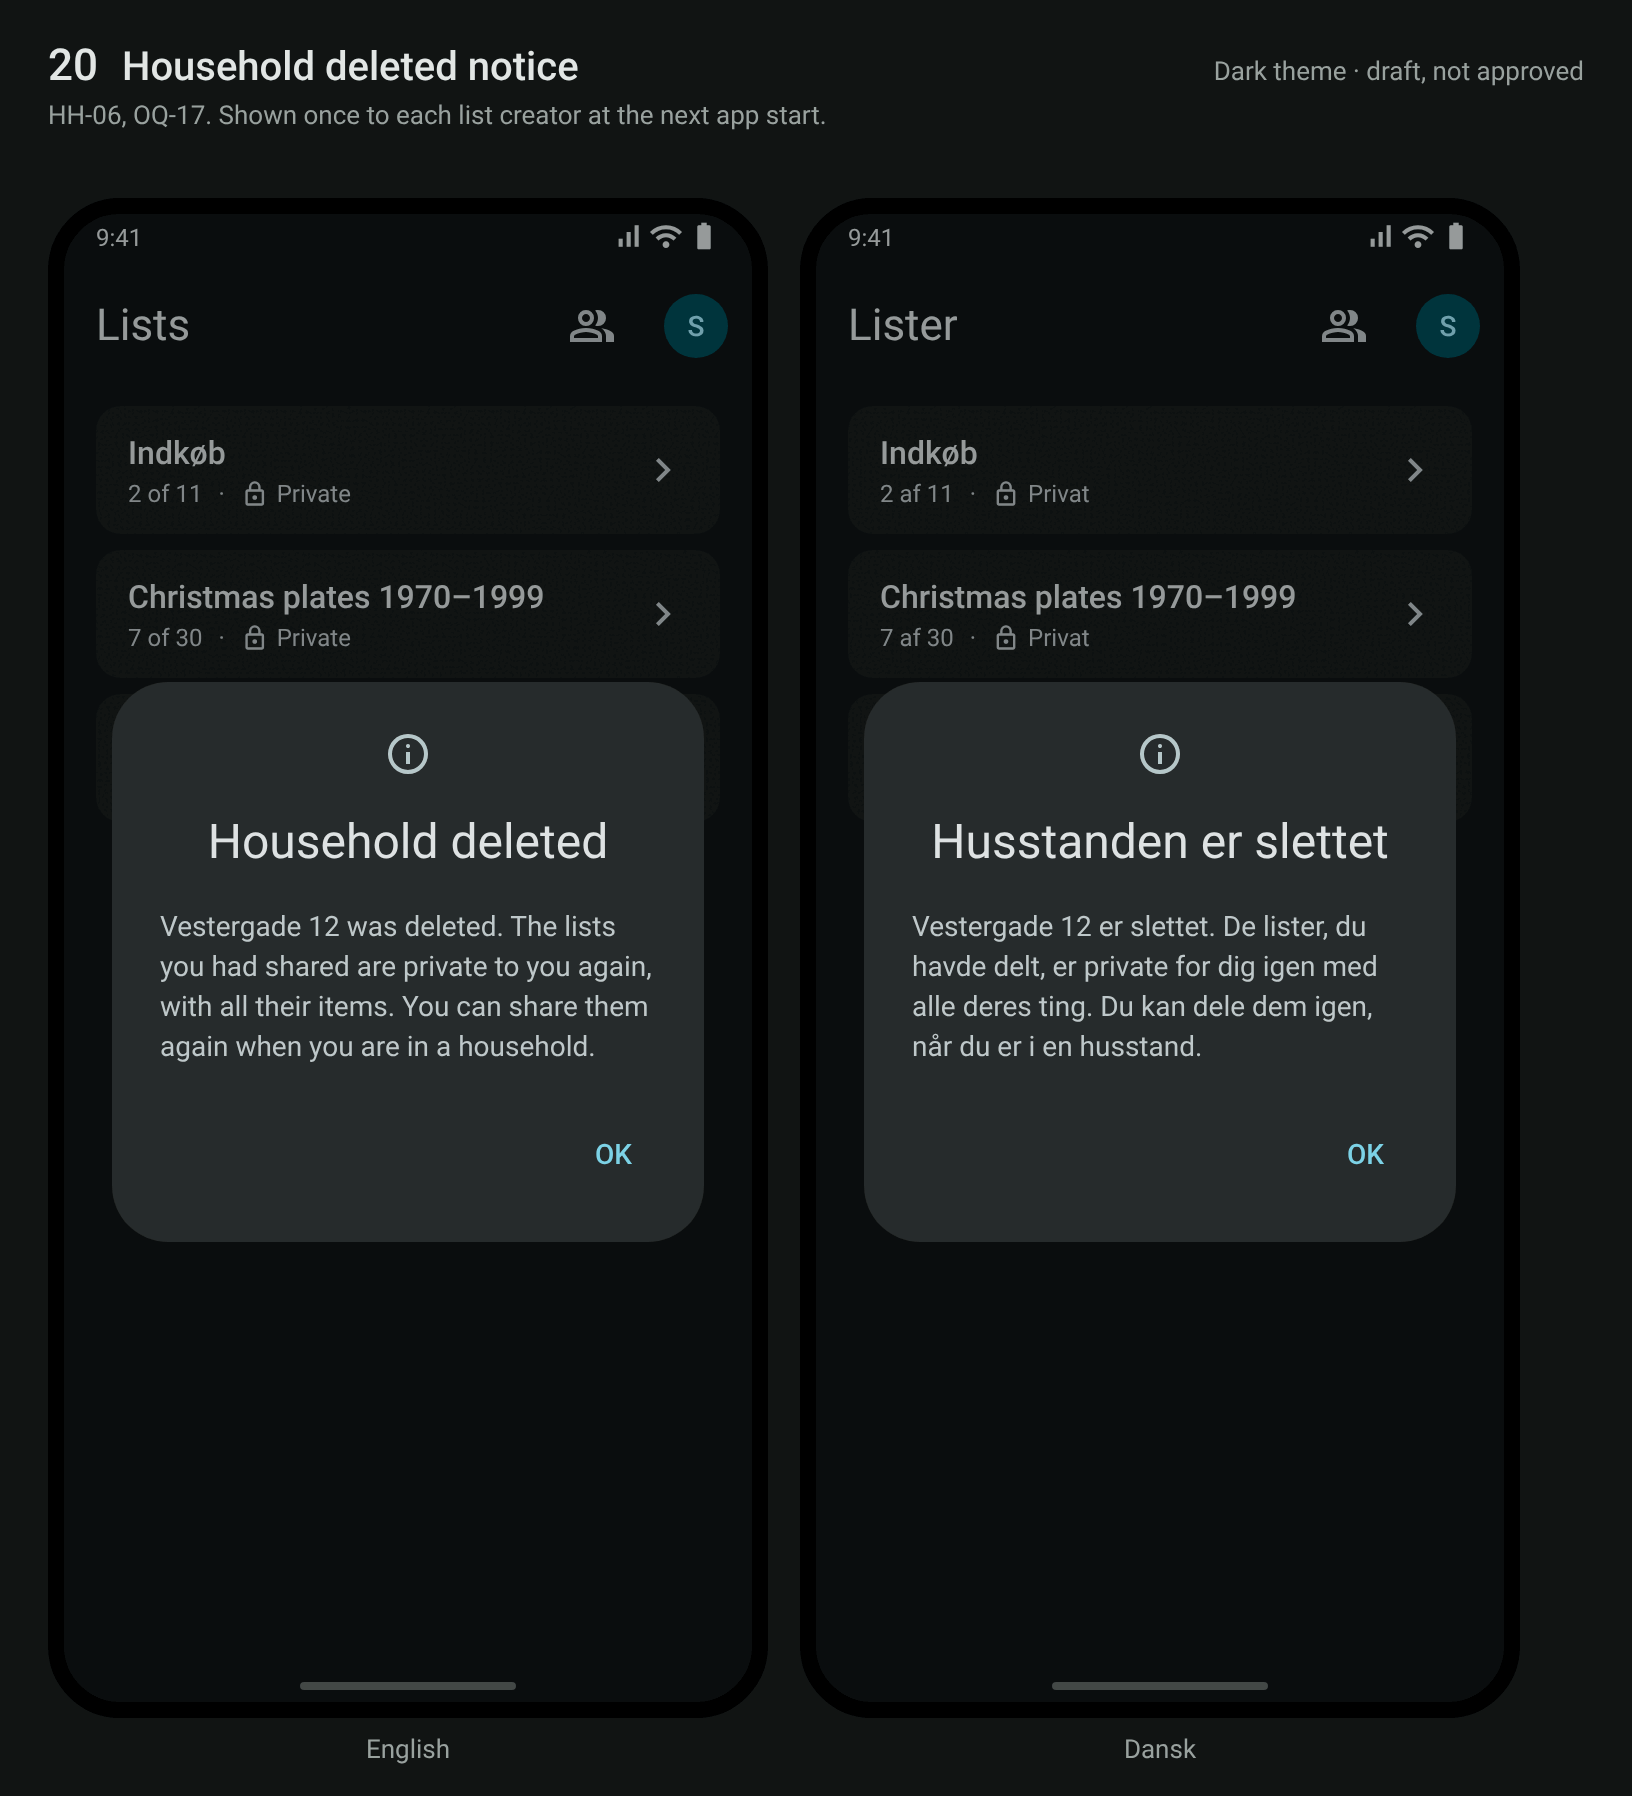 20 Household deleted notice
Dark theme · draft, not approved
HH-06, OQ-17. Shown once to each list creator at the next app start.
9:41
Lists
S
Indkøb
2 of 11 · Private
Christmas plates 1970–1999
7 of 30 · Private
Household deleted
Vestergade 12 was deleted. The lists
you had shared are private to you again,
with all their items. You can share them
again when you are in a household.
OK
English
9:41
Lister
S
Indkøb
2 af 11 · Privat
Christmas plates 1970–1999
7 af 30 · Privat
Husstanden er slettet
Vestergade 12 er slettet. De lister, du
havde delt, er private for dig igen med
alle deres ting. Du kan dele dem igen,
når du er i en husstand.
OK
Dansk